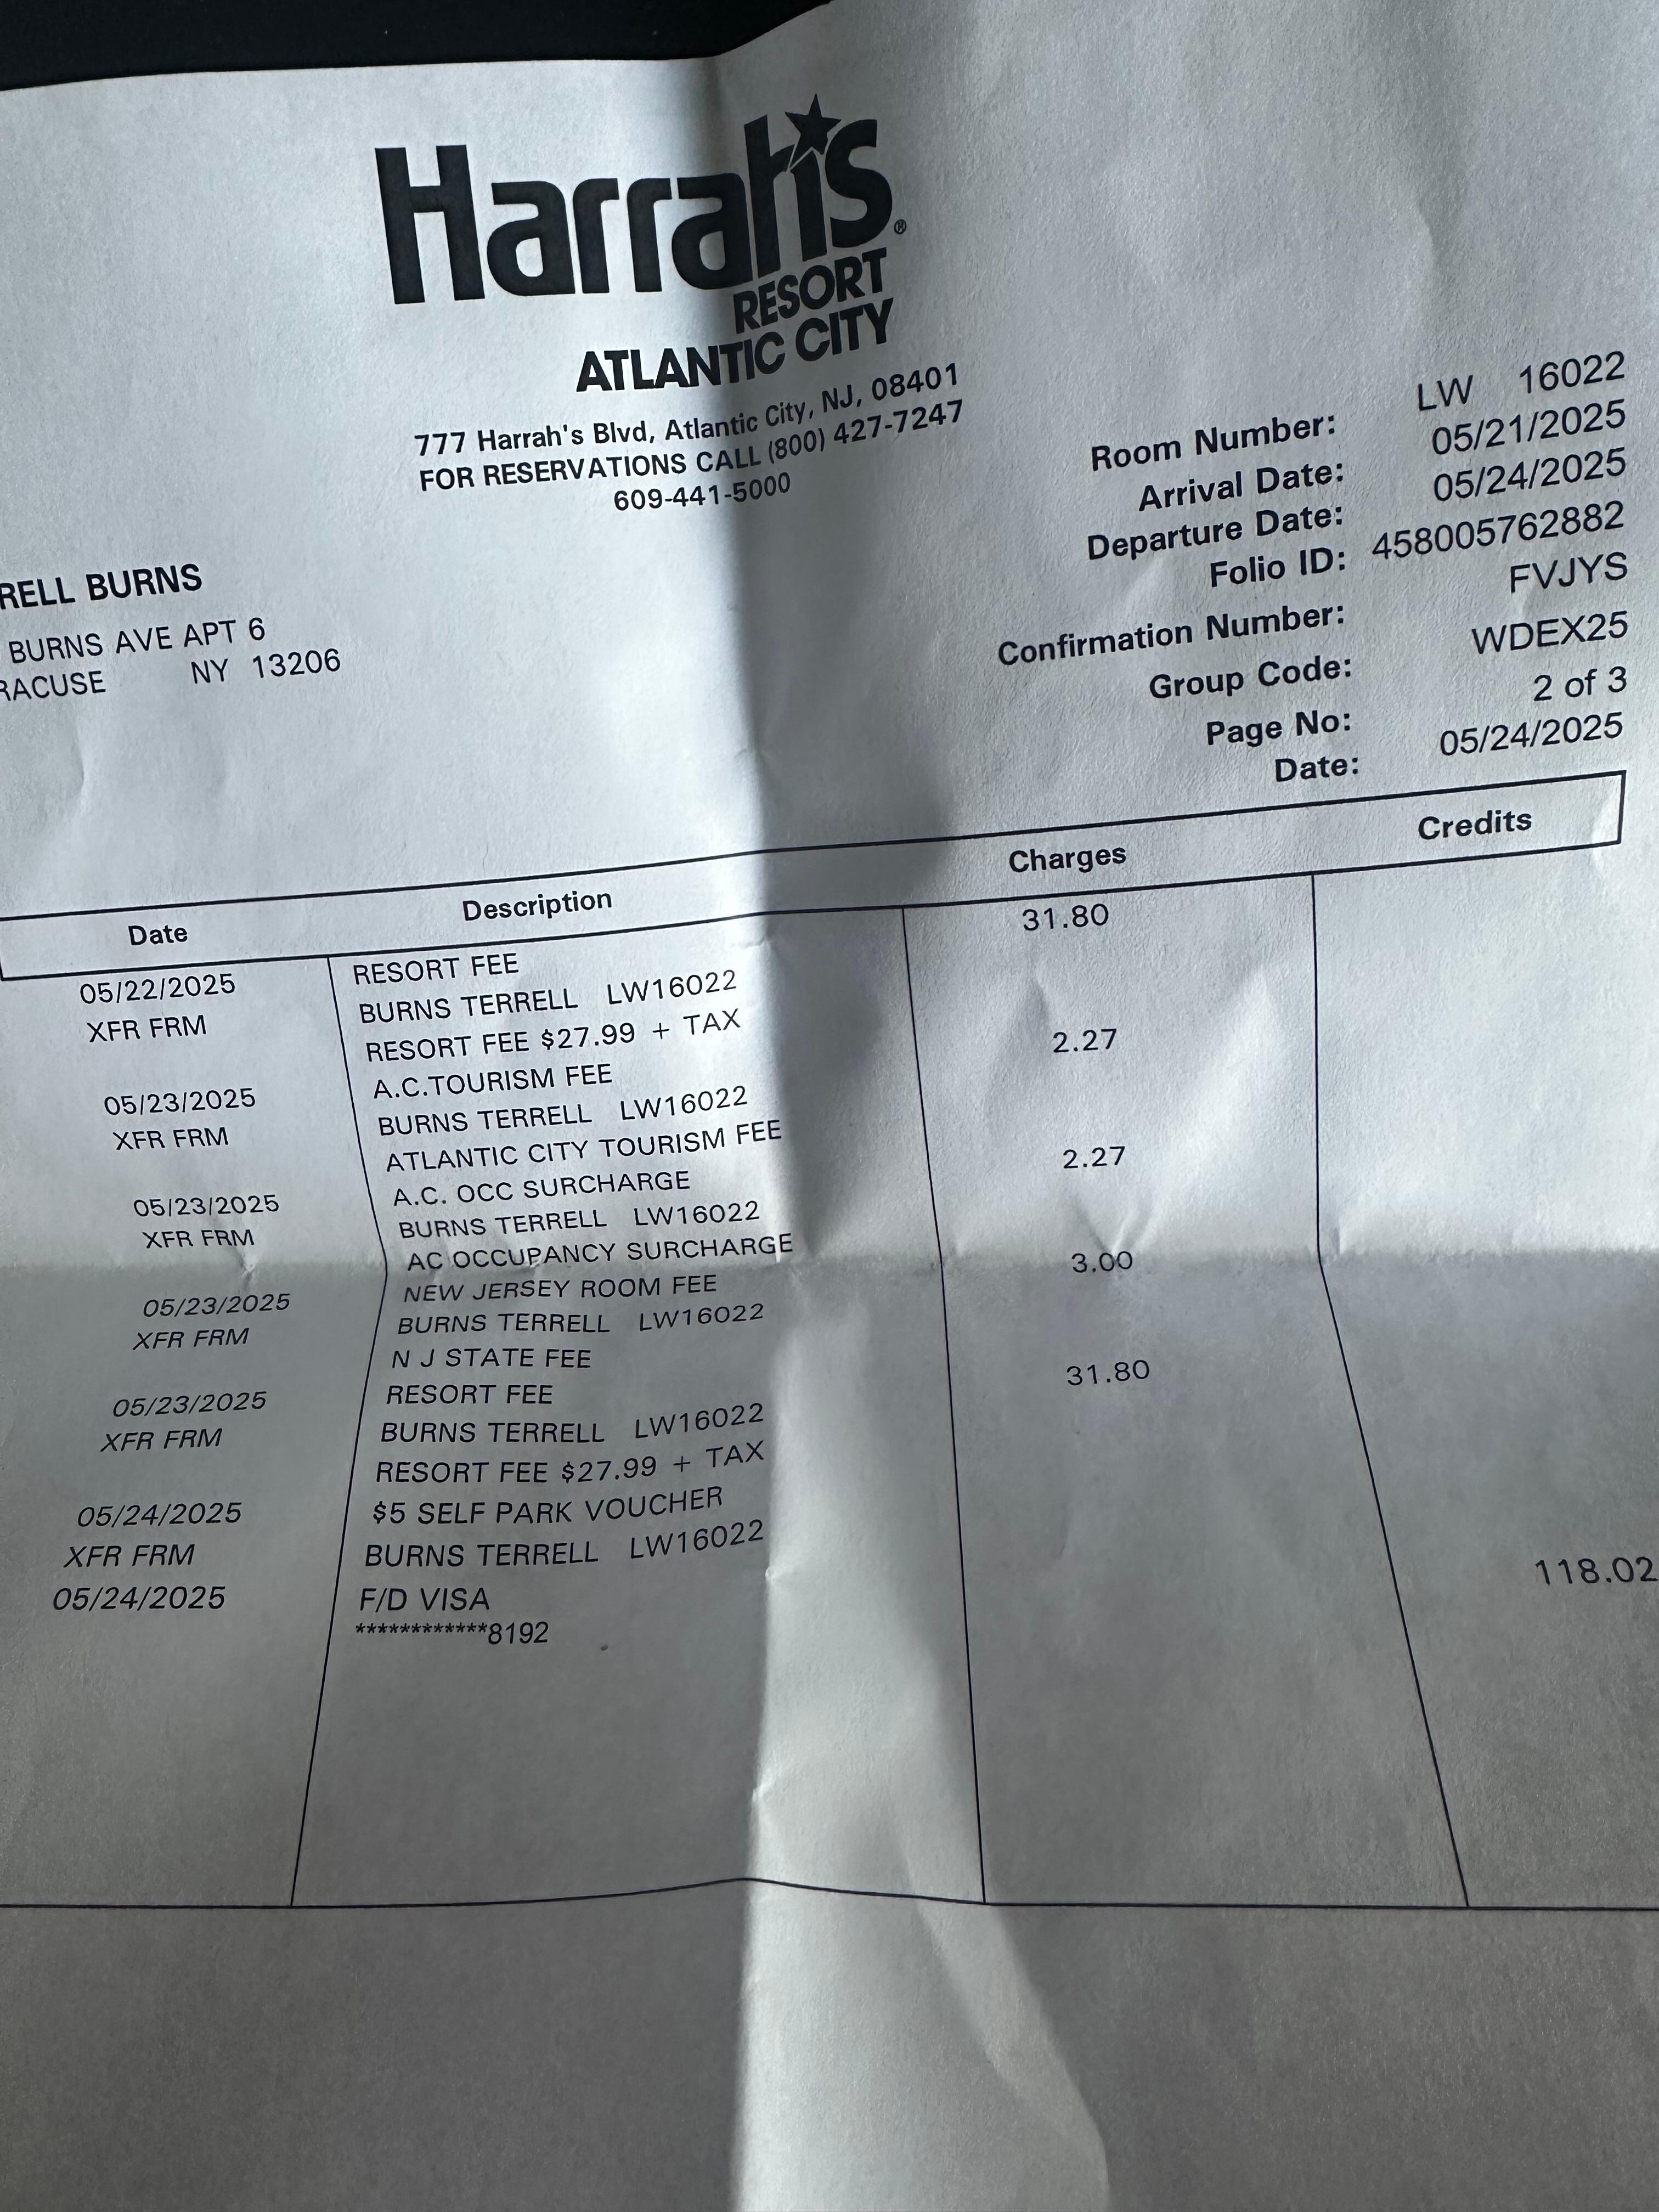 Harrah's®
RESORT
ATLANTIC CITY
777 Harrah's Blvd, Atlantic City, NJ, 08401
FOR RESERVATIONS CALL (800) 427-7247
609-441-5000
RELL BURNS
BURNS AVE APT 6
RACUSE NY 13206
Room Number: LW 16022
Arrival Date: 05/21/2025
Departure Date: 05/24/2025
Folio ID: 458005762882
Confirmation Number: FVJYS
Group Code: WDEX25
Page No: 2 of 3
Date: 05/24/2025
Date Description Charges Credits
05/22/2025 RESORT FEE 31.80
XFR FRM BURNS TERRELL LW16022
RESORT FEE $27.99 + TAX
05/23/2025 A.C.TOURISM FEE 2.27
XFR FRM BURNS TERRELL LW16022
ATLANTIC CITY TOURISM FEE
05/23/2025 A.C. OCC SURCHARGE 2.27
XFR FRM BURNS TERRELL LW16022
AC OCCUPANCY SURCHARGE
05/23/2025 NEW JERSEY ROOM FEE 3.00
XFR FRM BURNS TERRELL LW16022
N J STATE FEE
05/23/2025 RESORT FEE 31.80
XFR FRM BURNS TERRELL LW16022
RESORT FEE $27.99 + TAX
05/24/2025 $5 SELF PARK VOUCHER
XFR FRM BURNS TERRELL LW16022
05/24/2025 F/D VISA 118.02
************8192